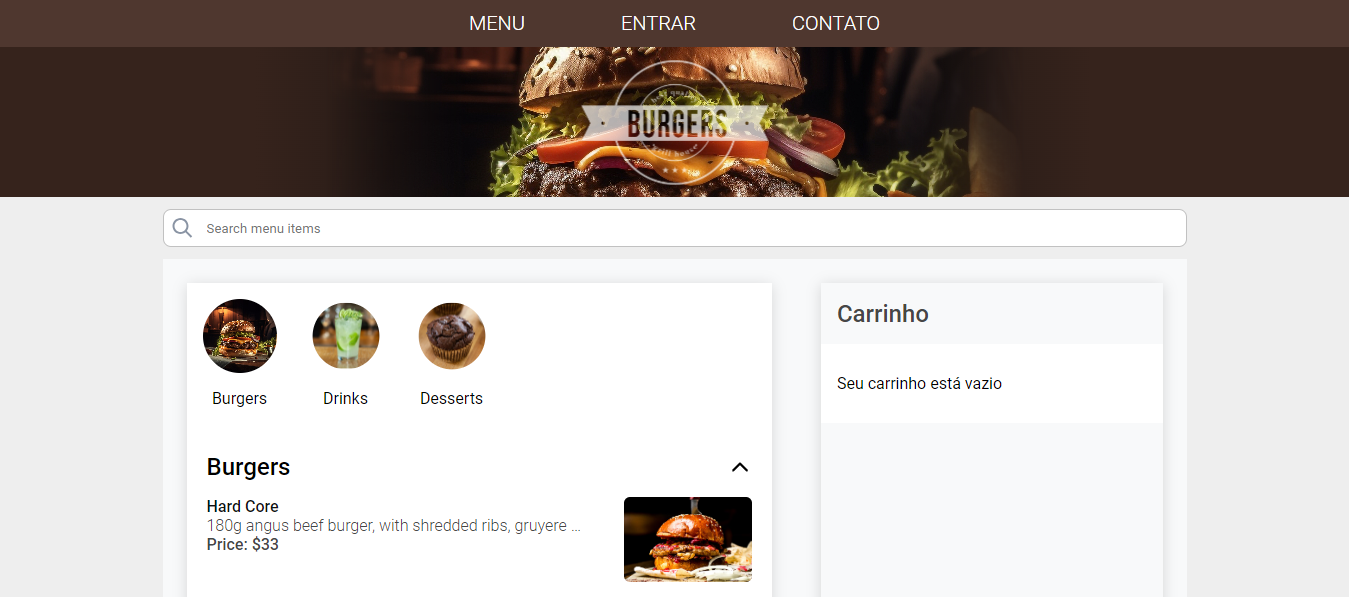 MENU ENTRAR CONTATO
BURGERS
Search menu items
Burgers Drinks Desserts
Burgers
Hard Core
180g angus beef burger, with shredded ribs, gruyere ...
Price: $33
Carrinho
Seu carrinho está vazio